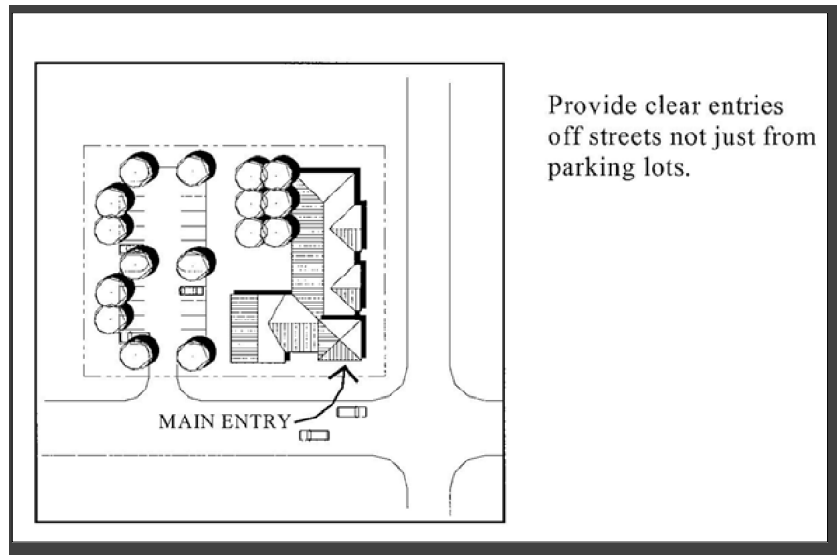 Provide clear entries
off streets not just from
parking lots.
MAIN ENTRY